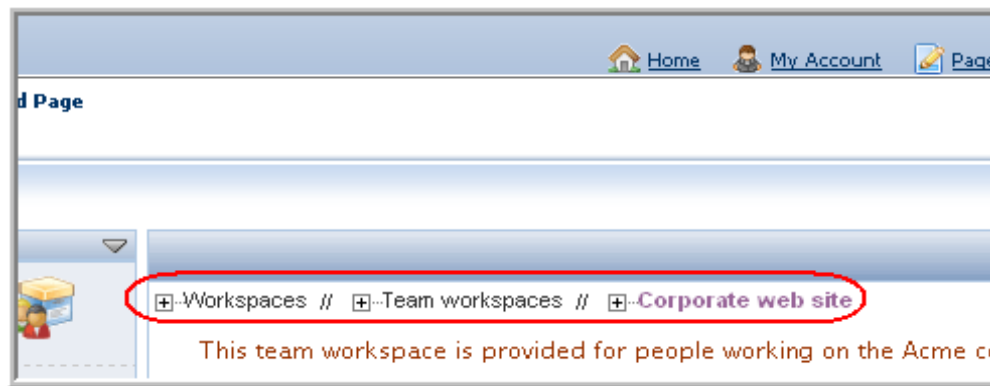 Home My Account Page
d Page
Workspaces // Team workspaces // Corporate web site
This team workspace is provided for people working on the Acme c